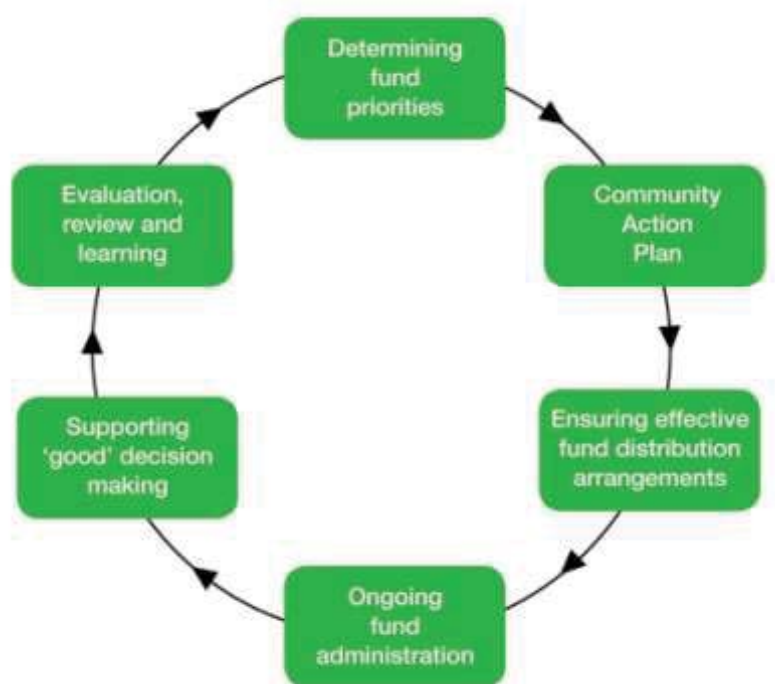 Determining
fund
priorities
Community
Action
Plan
Ensuring effective
fund distribution
arrangements
Ongoing
fund
administration
Supporting
‘good’ decision
making
Evaluation,
review and
learning